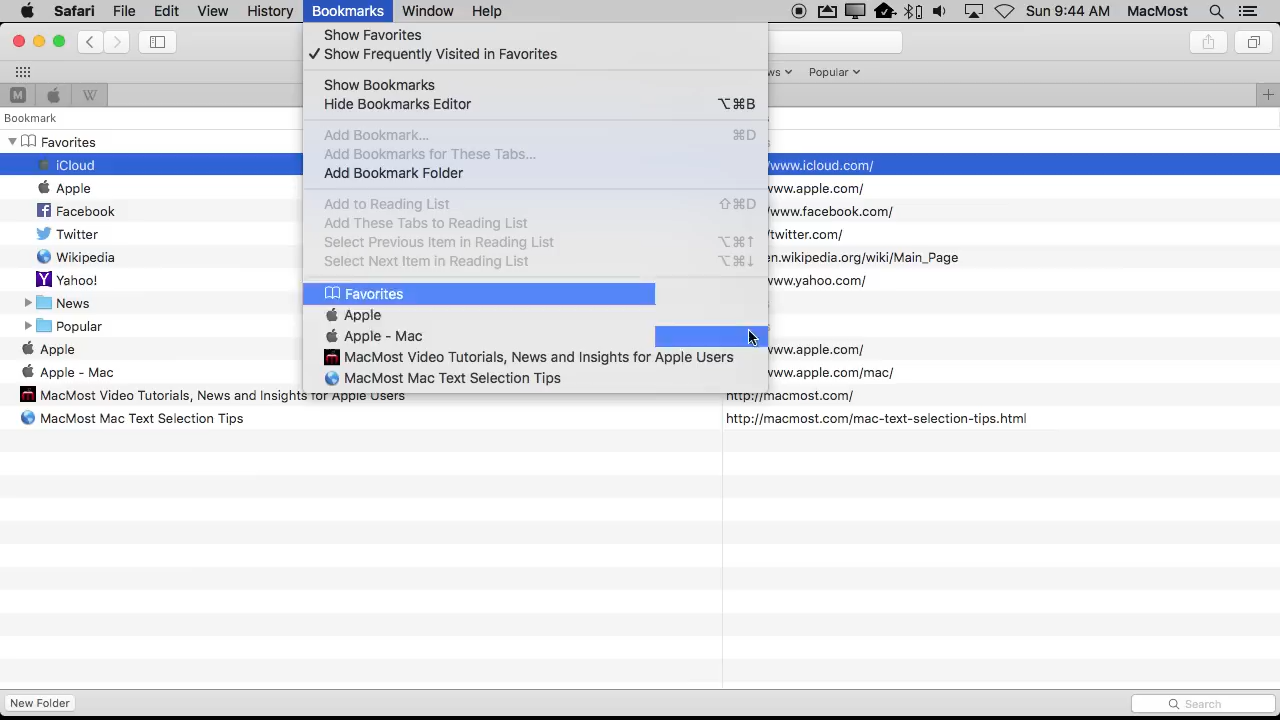 Safari File Edit View History Bookmarks Window Help Sun 9:44 AM MacMost
Show Favorites
✓ Show Frequently Visited in Favorites
ws Popular
Show Bookmarks
M W
Hide Bookmarks Editor ⌥⌘B
Bookmark
Add Bookmark... ⌘D
Favorites
Add Bookmarks for These Tabs...
iCloud /www.icloud.com/
Add Bookmark Folder
Apple www.apple.com/
Add to Reading List ⇧⌘D
Facebook /www.facebook.com/
Add These Tabs to Reading List
Twitter /twitter.com/
Select Previous Item in Reading List ⌥⌘↑
Wikipedia en.wikipedia.org/wiki/Main_Page
Select Next Item in Reading List ⌥⌘↓
Yahoo! www.yahoo.com/
Favorites
News
Apple
Popular
Apple - Mac
Apple www.apple.com/
MacMost Video Tutorials, News and Insights for Apple Users
Apple - Mac www.apple.com/mac/
MacMost Mac Text Selection Tips
MacMost Video Tutorials, News and Insights for Apple Users http://macmost.com/
MacMost Mac Text Selection Tips http://macmost.com/mac-text-selection-tips.html
New Folder Search